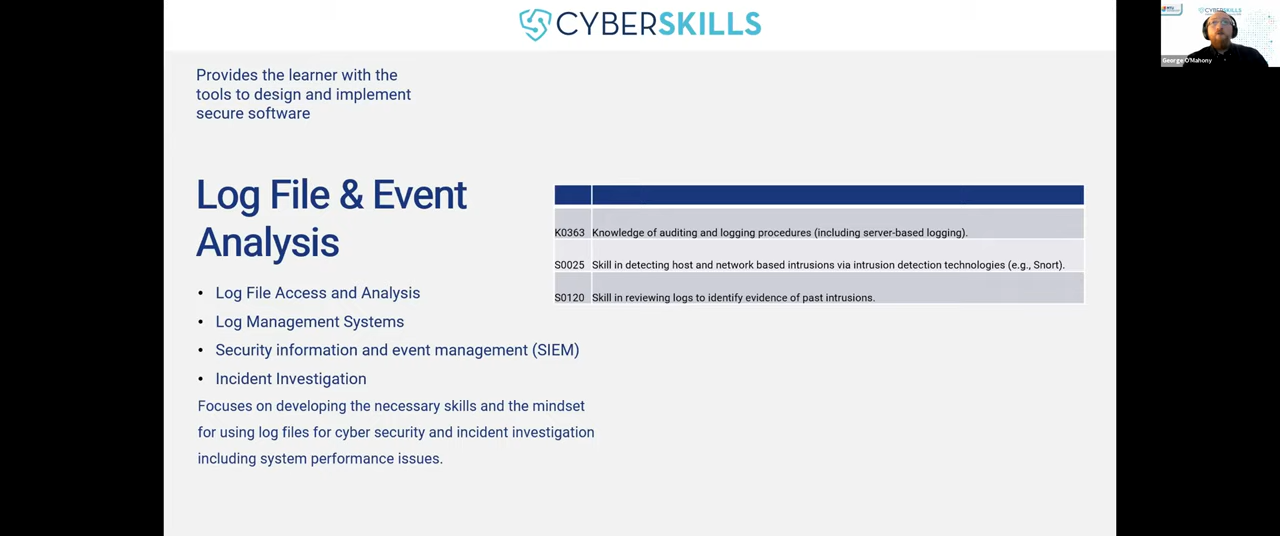 CYBERSKILLS
Provides the learner with the
tools to design and implement
secure software
Log File & Event
Analysis
• Log File Access and Analysis
• Log Management Systems
• Security information and event management (SIEM)
• Incident Investigation
Focuses on developing the necessary skills and the mindset
for using log files for cyber security and incident investigation
including system performance issues.
K0363 Knowledge of auditing and logging procedures (including server-based logging).
S0025 Skill in detecting host and network based intrusions via intrusion detection technologies (e.g., Snort).
S0120 Skill in reviewing logs to identify evidence of past intrusions.
CYBERSKILLS
George O'Mahony